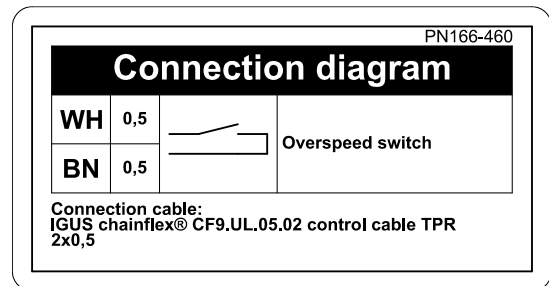 PN166-460
Connection diagram
WH 0,5
Overspeed switch
BN 0,5
Connection cable:
IGUS chainflex® CF9.UL.05.02 control cable TPR
2x0,5